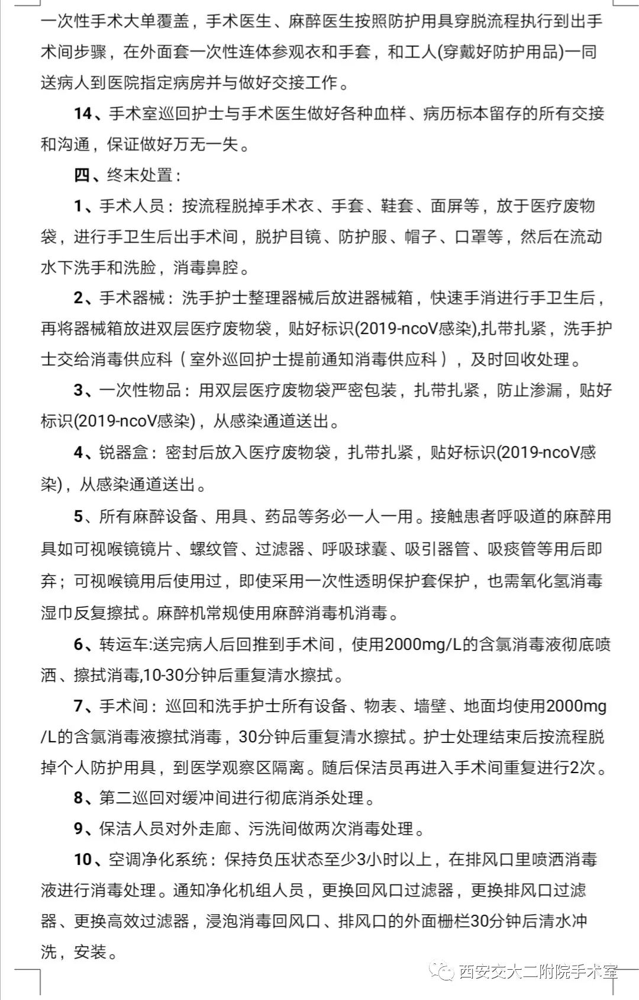 一次性手术大单覆盖，手术医生、麻醉医生按照防护用具穿脱流程执行到出手
术间步骤，在外面套一次性连体参观衣和手套，和工人(穿戴好防护用品)一同
送病人到医院指定病房并与做好交接工作。
14、手术室巡回护士与手术医生做好各种血样、病历标本留存的所有交接
和沟通，保证做好万无一失。
四、终末处置：
1、手术人员：按流程脱掉手术衣、手套、鞋套、面屏等，放于医疗废物
袋，进行手卫生后出手术间，脱护目镜、防护服、帽子、口罩等，然后在流动
水下洗手和洗脸，消毒鼻腔。
2、手术器械：洗手护士整理器械后放进器械箱，快速手消进行手卫生后，
再将器械箱放进双层医疗废物袋，贴好标识(2019-ncoV感染),扎带扎紧，洗手护
士交给消毒供应科（室外巡回护士提前通知消毒供应科），及时回收处理。
3、一次性物品：用双层医疗废物袋严密包装，扎带扎紧，防止渗漏，贴好
标识(2019-ncoV感染)，从感染通道送出。
4、锐器盒：密封后放入医疗废物袋，扎带扎紧，贴好标识(2019-ncoV感
染)，从感染通道送出。
5、所有麻醉设备、用具、药品等务必一人一用。接触患者呼吸道的麻醉用
具如可视喉镜镜片、螺纹管、过滤器、呼吸球囊、吸引器管、吸痰管等用后即
弃；可视喉镜用后使用过，即使采用一次性透明保护套保护，也需氧化氢消毒
湿巾反复擦拭。麻醉机常规使用麻醉消毒机消毒。
6、转运车:送完病人后回推到手术间，使用2000mg/L的含氯消毒液彻底喷
洒、擦拭消毒,10-30分钟后重复清水擦拭。
7、手术间：巡回和洗手护士所有设备、物表、墙壁、地面均使用2000mg
/L的含氯消毒液擦拭消毒，30分钟后重复清水擦拭。护士处理结束后按流程脱
掉个人防护用具，到医学观察区隔离。随后保洁员再进入手术间重复进行2次。
8、第二巡回对缓冲间进行彻底消杀处理。
9、保洁人员对外走廊、污洗间做两次消毒处理。
10、空调净化系统：保持负压状态至少3小时以上，在排风口里喷洒消毒
液进行消毒处理。通知净化机组人员，更换回风口过滤器，更换排风口过滤
器、更换高效过滤器，浸泡消毒回风口、排风口的外面栅栏30分钟后清水冲
洗，安装。
西安交大二附院手术室